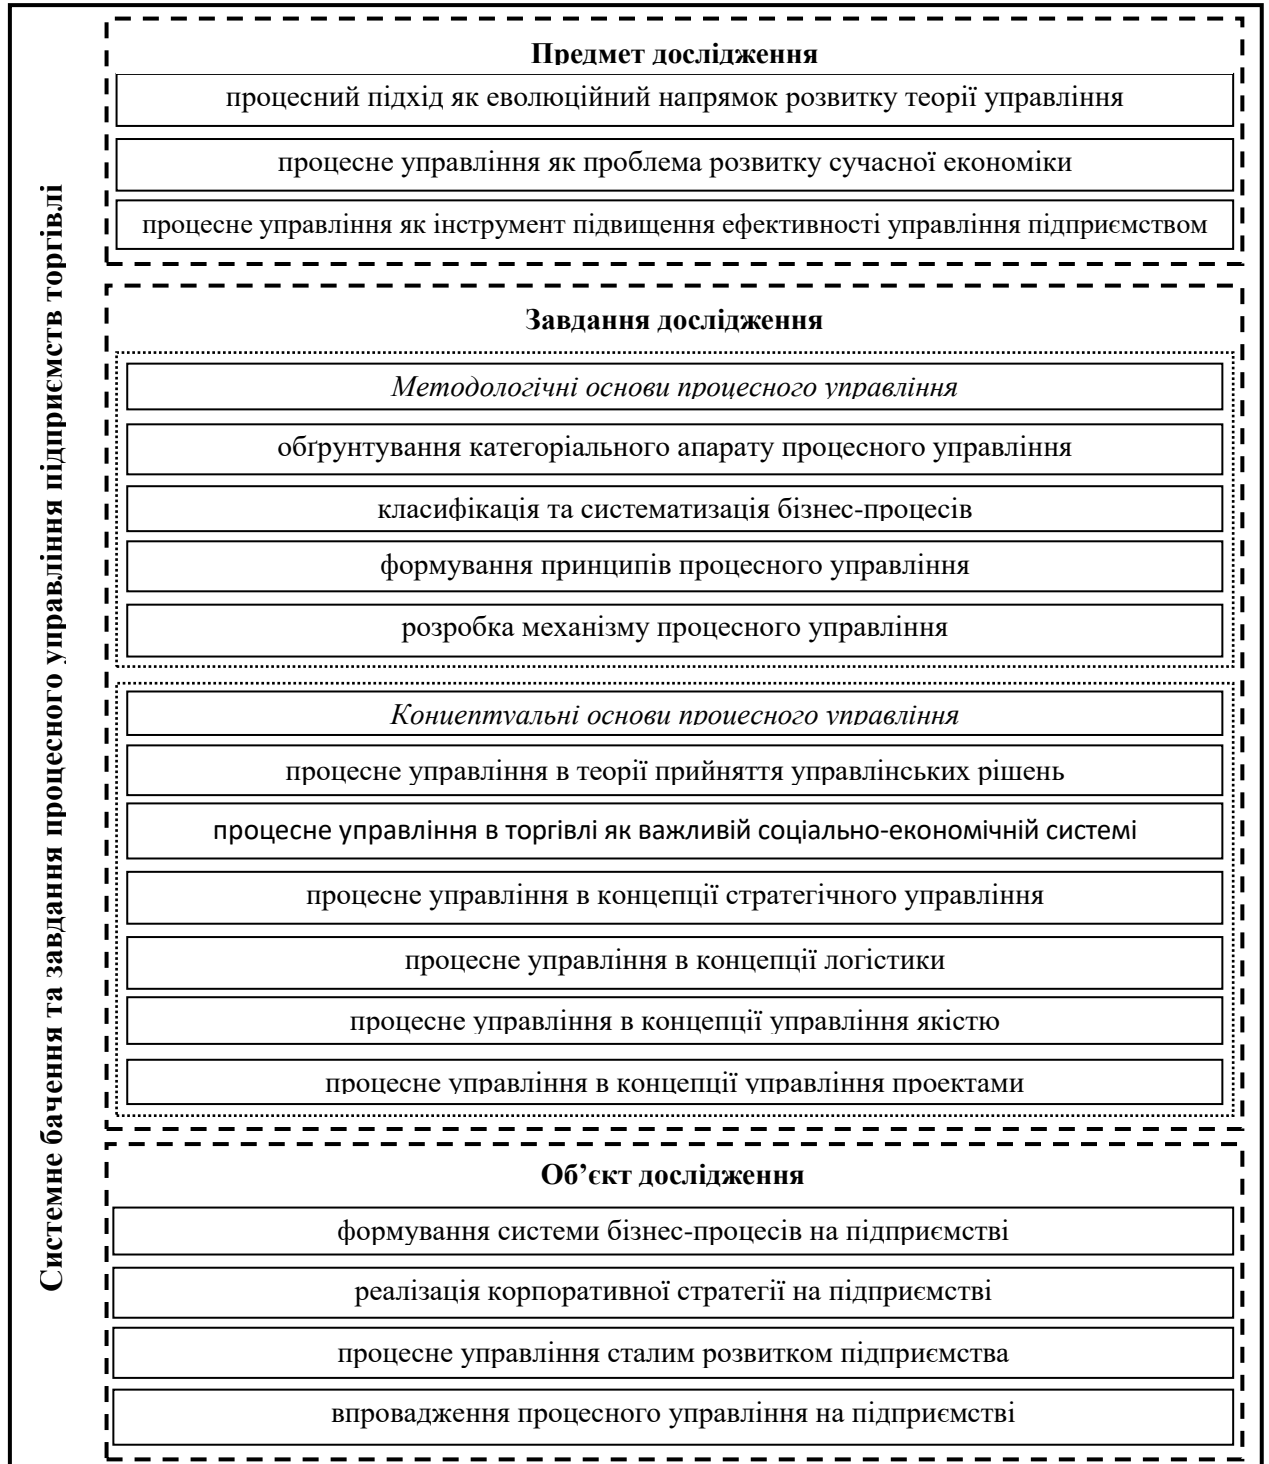 Системне бачення та завдання процесного управління підприємств торгівлі
Предмет дослідження
процесний підхід як еволюційний напрямок розвитку теорії управління
процесне управління як проблема розвитку сучасної економіки
процесне управління як інструмент підвищення ефективності управління підприємством
Завдання дослідження
Методологічні основи процесного управління
обґрунтування категоріального апарату процесного управління
класифікація та систематизація бізнес-процесів
формування принципів процесного управління
розробка механізму процесного управління
Концептуальні основи процесного управління
процесне управління в теорії прийняття управлінських рішень
процесне управління в торгівлі як важливій соціально-економічній системі
процесне управління в концепції стратегічного управління
процесне управління в концепції логістики
процесне управління в концепції управління якістю
процесне управління в концепції управління проектами
Об’єкт дослідження
формування системи бізнес-процесів на підприємстві
реалізація корпоративної стратегії на підприємстві
процесне управління сталим розвитком підприємства
впровадження процесного управління на підприємстві